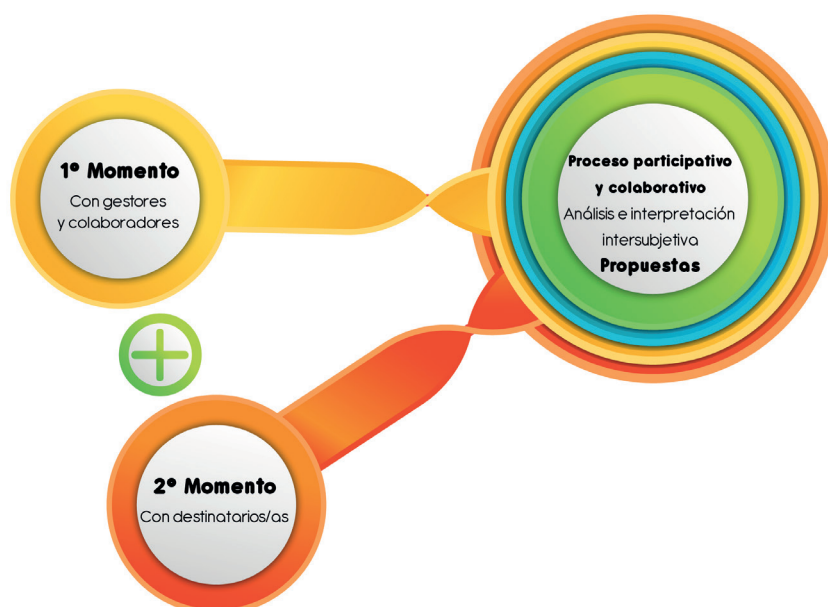 1º Momento
Con gestores
y colaboradores
Proceso participativo
y colaborativo
Análisis e interpretación
intersubjetiva
Propuestas
2º Momento
Con destinatarios/as